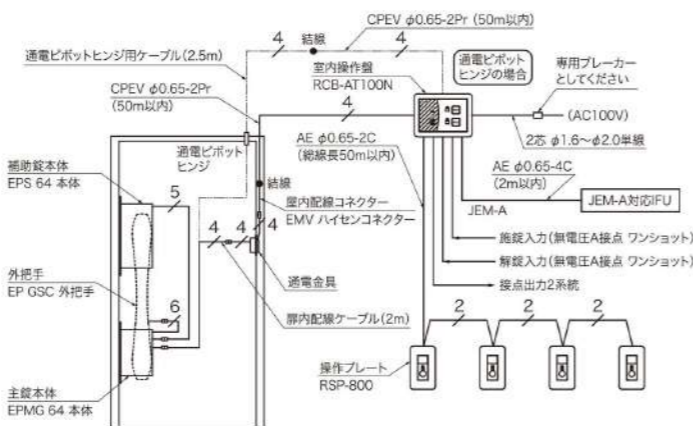 CPEV φ0.65-2Pr (50m以内)
4
結線
4
通電ピボットヒンジ用ケーブル(2.5m)
通電ピボット
ヒンジの場合
専用ブレーカー
としてください
室内操作盤
RCB-AT100N
CPEV φ0.65-2Pr
(50m以内)
4
(AC100V)
2芯 φ1.6〜φ2.0単線
AE φ0.65-2C
(総線長50m以内)
通電ピボット
ヒンジ
AE φ0.65-4C
(2m以内)
補助錠本体
EPS 64 本体
5
結線
屋内配線コネクター
EMV ハイセンコネクター
JEM-A
JEM-A対応IFU
4
4
4
施錠入力(無電圧A接点 ワンショット)
外把手
EP GSC 外把手
通電金具
解錠入力(無電圧A接点 ワンショット)
接点出力2系統
6
扉内配線ケーブル(2m)
2
2
2
操作プレート
RSP-800
主錠本体
EPMG 64 本体